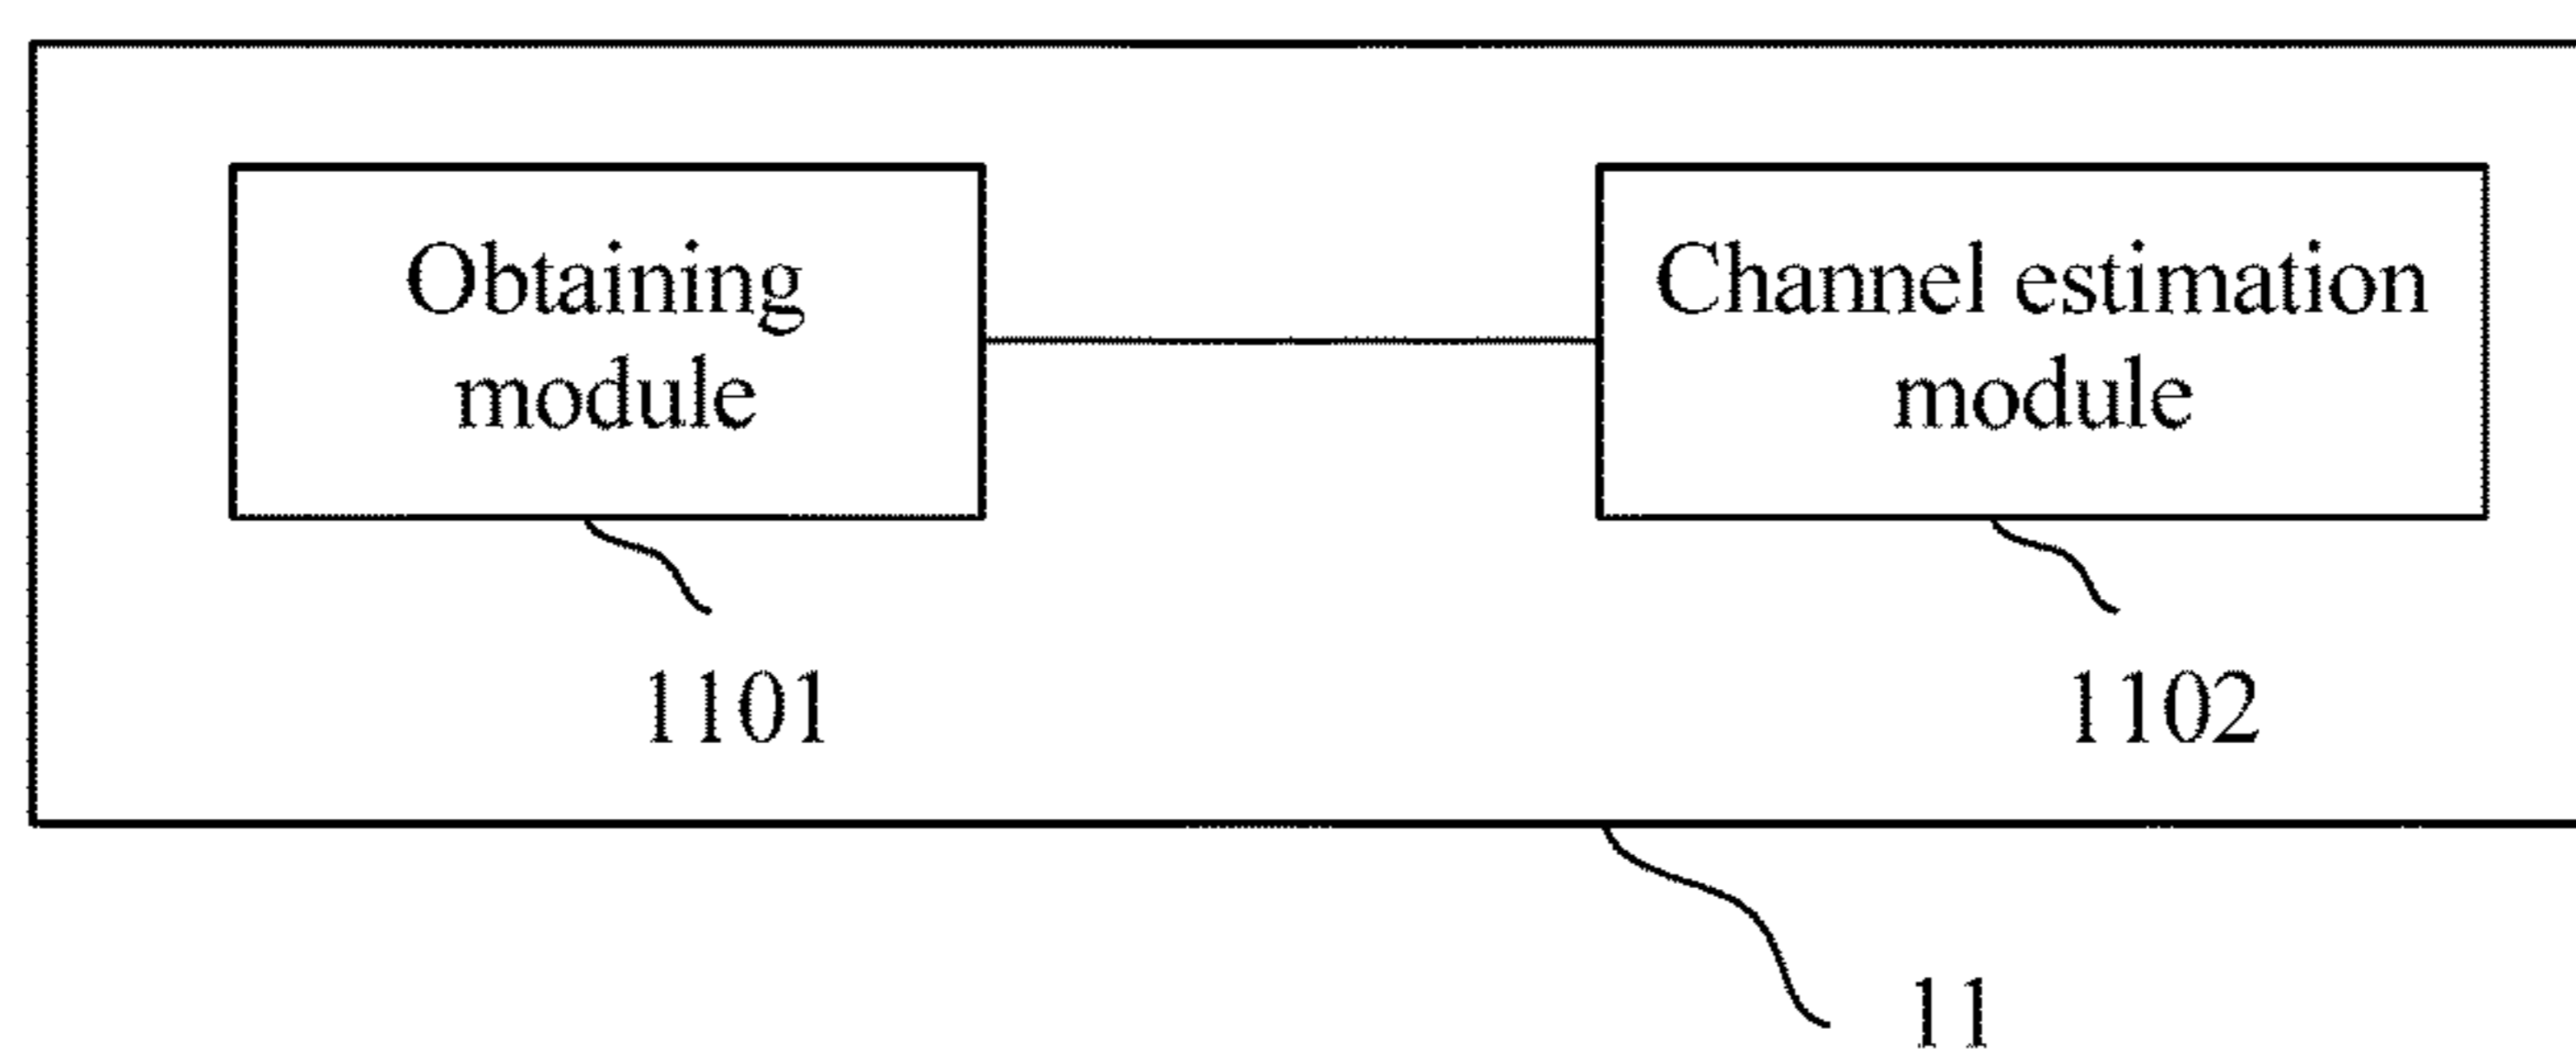 Obtaining
module
Channel estimation
module
1101
1102
11